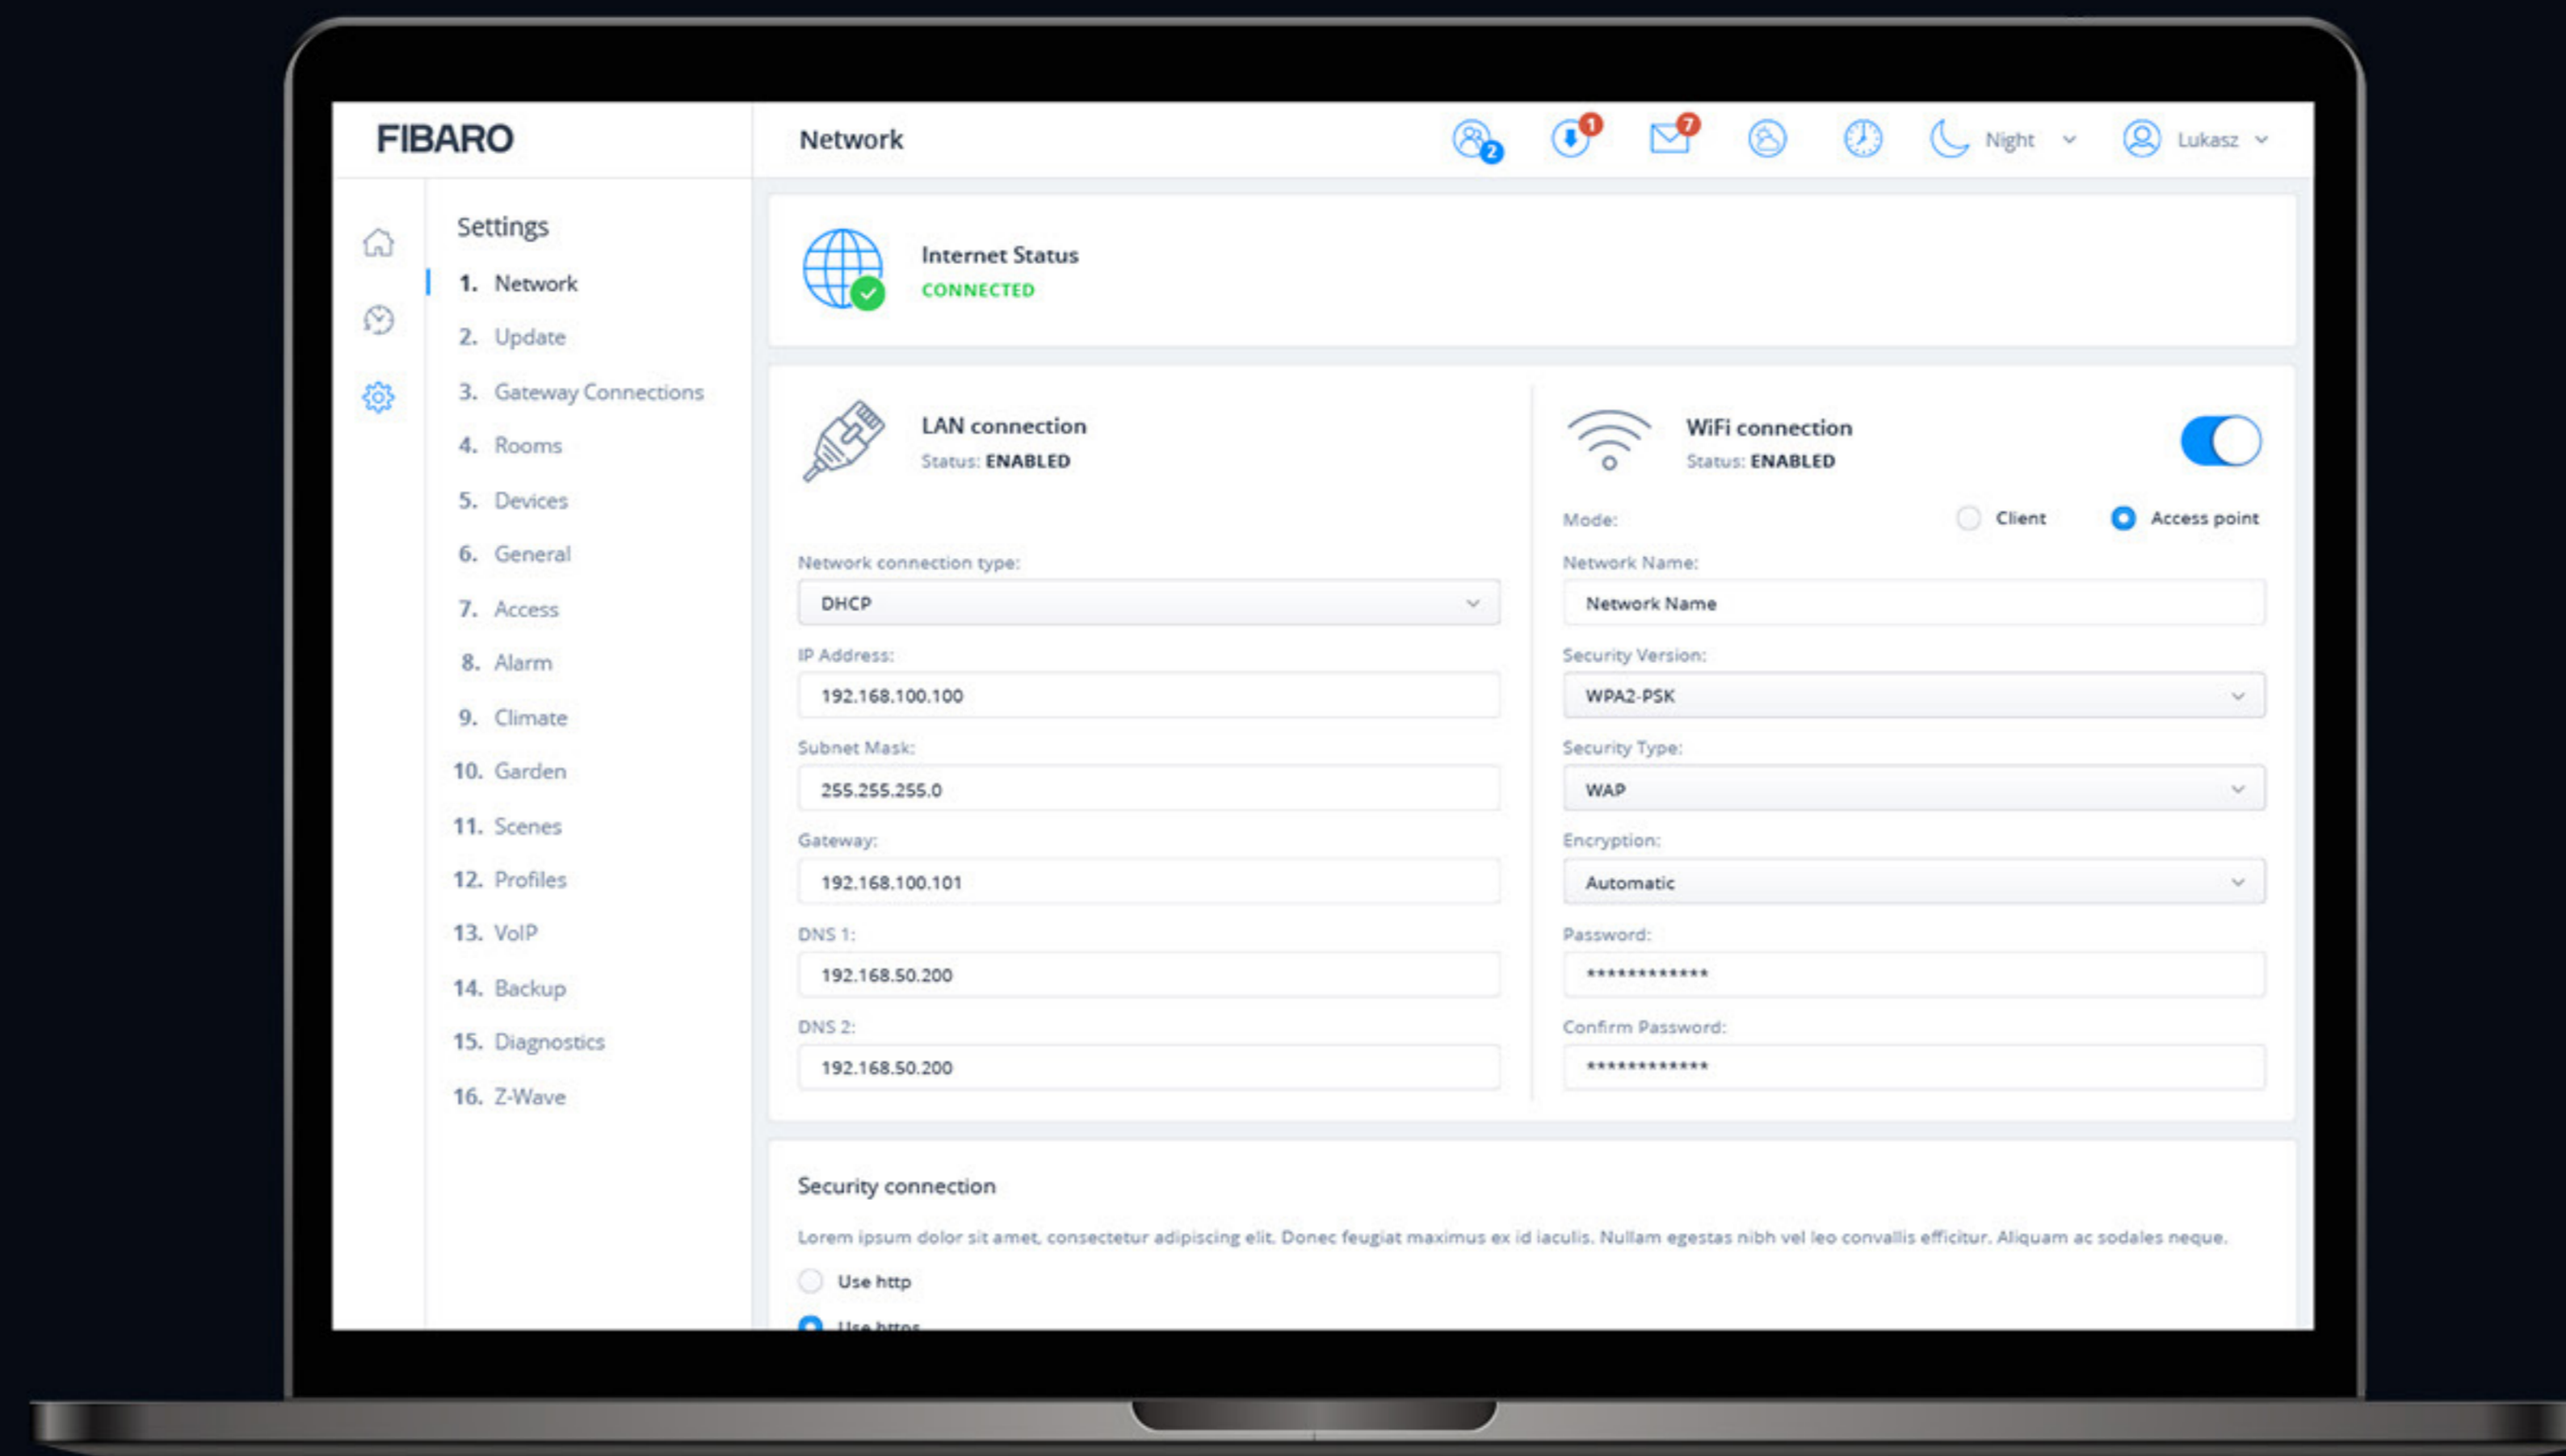 FIBARO
Network
2
1
7
Night
Lukasz
Settings
1. Network
2. Update
3. Gateway Connections
4. Rooms
5. Devices
6. General
7. Access
8. Alarm
9. Climate
10. Garden
11. Scenes
12. Profiles
13. VoIP
14. Backup
15. Diagnostics
16. Z-Wave
Internet Status
CONNECTED
LAN connection
Status: ENABLED
Network connection type:
DHCP
IP Address:
192.168.100.100
Subnet Mask:
255.255.255.0
Gateway:
192.168.100.101
DNS 1:
192.168.50.200
DNS 2:
192.168.50.200
WiFi connection
Status: ENABLED
Mode:
Client
Access point
Network Name:
Network Name
Security Version:
WPA2-PSK
Security Type:
WAP
Encryption:
Automatic
Password:
************
Confirm Password:
************
Security connection
Lorem ipsum dolor sit amet, consectetur adipiscing elit. Donec feugiat maximus ex id iaculis. Nullam egestas nibh vel leo convallis efficitur. Aliquam ac sodales neque.
Use http
Use https